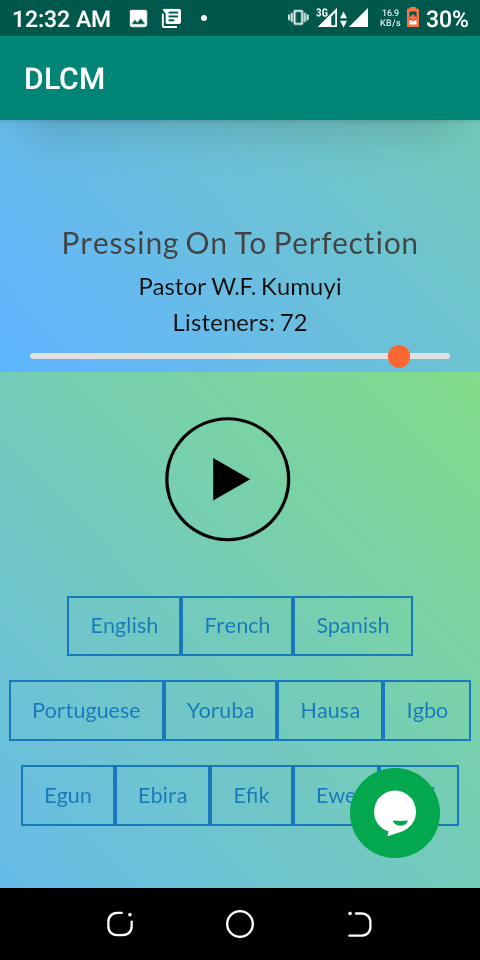 12:32 AM 3G 16.9 KB/s 30%
DLCM
Pressing On To Perfection
Pastor W.F. Kumuyi
Listeners: 72
English French Spanish
Portuguese Yoruba Hausa Igbo
Egun Ebira Efik Ewe